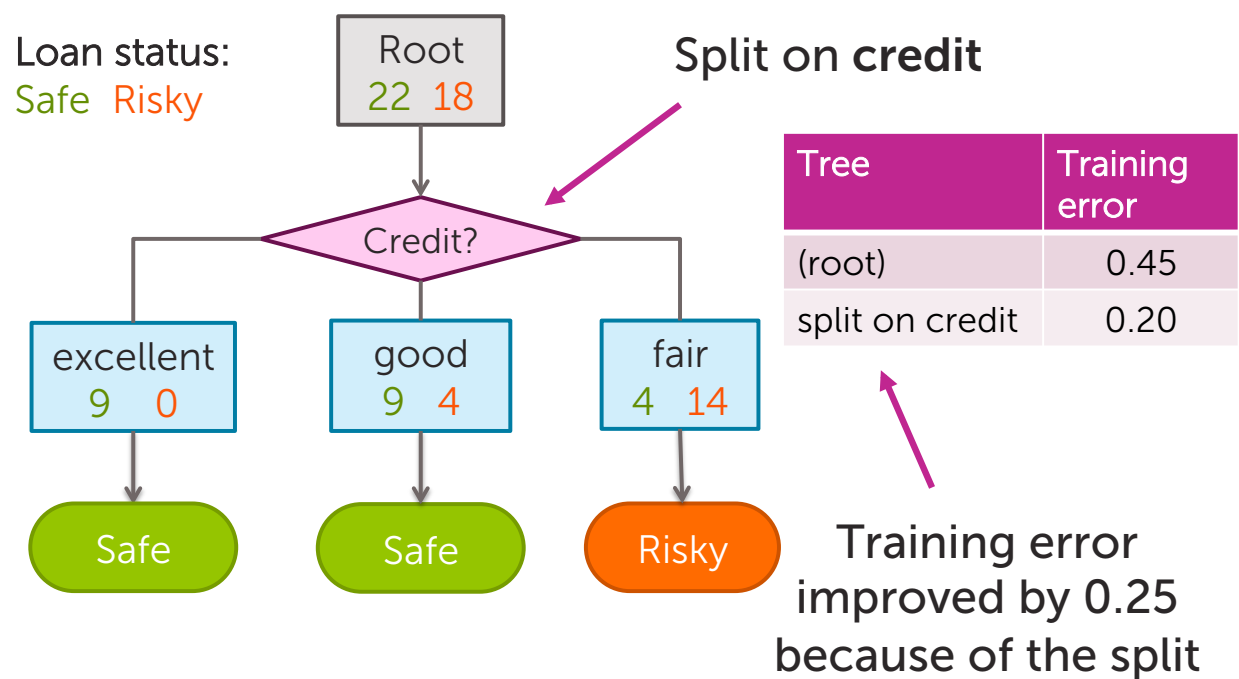 Loan status:
Safe Risky
Root
22 18
Split on credit
Credit?
excellent
9 0
good
9 4
fair
4 14
Safe
Safe
Risky
Tree Training error
(root) 0.45
split on credit 0.20
Training error
improved by 0.25
because of the split